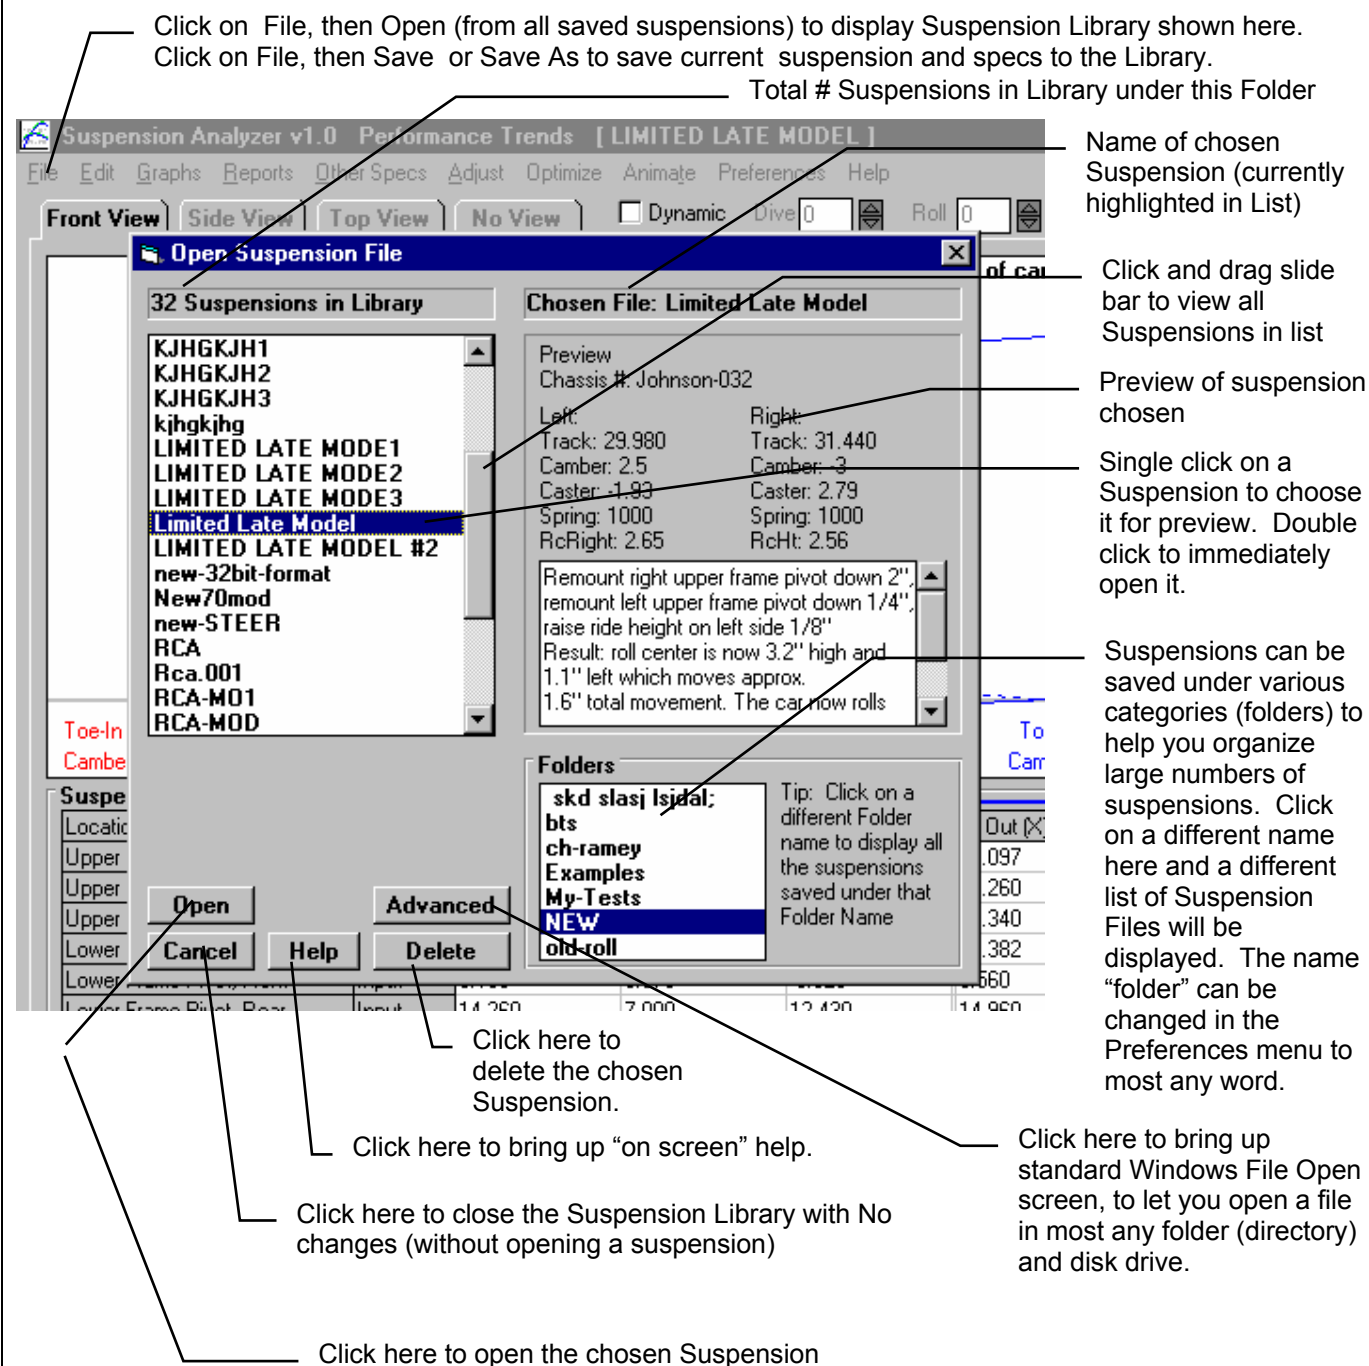 Click on  File, then Open (from all saved suspensions) to display Suspension Library shown here.
Click on File, then Save  or Save As to save current  suspension and specs to the Library.
Total # Suspensions in Library under this Folder
Suspension Analyzer v1.0   Performance Trends   [ LIMITED LATE MODEL ]
File   Edit   Graphs   Reports   Other Specs   Adjust   Optimize   Animate   Preferences   Help
Front View   Side View   Top View   No View   Dynamic   Dive 0   Roll 0
Name of chosen
Suspension (currently
highlighted in List)
Open Suspension File
of car
32 Suspensions in Library
Chosen File: Limited Late Model
Click and drag slide
bar to view all
Suspensions in list
KJHGKJH1
KJHGKJH2
KJHGKJH3
kjhgkjhg
LIMITED LATE MODE1
LIMITED LATE MODE2
LIMITED LATE MODE3
Limited Late Model
LIMITED LATE MODEL #2
new-32bit-format
New70mod
new-STEER
RCA
Rca.001
RCA-MO1
RCA-MOD
Preview
Chassis #: Johnson-032
Left:   Right:
Track: 29.980   Track: 31.440
Camber: 2.5   Camber: -3
Caster: -1.93   Caster: 2.79
Spring: 1000   Spring: 1000
RcRight: 2.65   RcHt: 2.56
Remount right upper frame pivot down 2",
remount left upper frame pivot down 1/4",
raise ride height on left side 1/8"
Result: roll center is now 3.2" high and
1.1" left which moves approx.
1.6" total movement. The car now rolls
Preview of suspension
chosen
Single click on a
Suspension to choose
it for preview.  Double
click to immediately
open it.
Suspensions can be
saved under various
categories (folders) to
help you organize
large numbers of
suspensions.  Click
on a different name
here and a different
list of Suspension
Files will be
displayed.  The name
“folder” can be
changed in the
Preferences menu to
most any word.
Toe-In
Cambe
To
Cam
Folders
skd slasj lsjdal;
bts
ch-ramey
Examples
My-Tests
NEW
old-roll
Tip:  Click on a
different Folder
name to display all
the suspensions
saved under that
Folder Name
Suspe
Locatio
Upper
Upper
Upper
Lower
Lower
Out (X)
.097
.260
.340
.382
.560
Open   Advanced
Cancel   Help   Delete
Lower Frame Pivot, Rear   Input   14.260   7.000   12.430   14.960
Click here to
delete the chosen
Suspension.
Click here to bring up “on screen” help.
Click here to bring up
standard Windows File Open
screen, to let you open a file
in most any folder (directory)
and disk drive.
Click here to close the Suspension Library with No
changes (without opening a suspension)
Click here to open the chosen Suspension